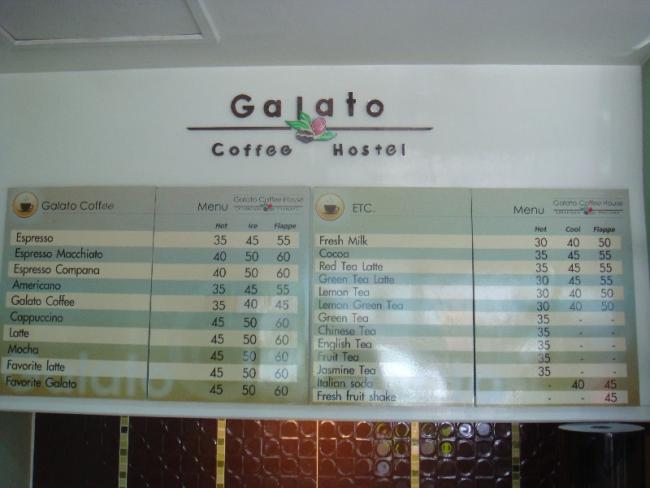 Galato
Coffee Hostel
Galato Coffee Menu Galato Coffee House
Hot Ice Flappe
Espresso 35 45 55
Espresso Macchiato 40 50 60
Espresso Compana 40 50 60
Americano 35 45 55
Galato Coffee 35 40 45
Cappuccino 45 50 60
Latte 45 50 60
Mocha 45 50 60
Favorite latte 45 50 60
Favorite Galato 45 50 60
ETC. Menu Galato Coffee House
Hot Cool Flappe
Fresh Milk 30 40 50
Cocoa 35 45 55
Red Tea Latte 35 45 55
Green Tea Latte 30 45 55
Lemon Tea 30 40 50
Lemon Green Tea 30 40 50
Green Tea 35 - -
Chinese Tea 35 - -
English Tea 35 - -
Fruit Tea 35 - -
Jasmine Tea 35 - -
Italian soda - 40 45
Fresh fruit shake - - 45